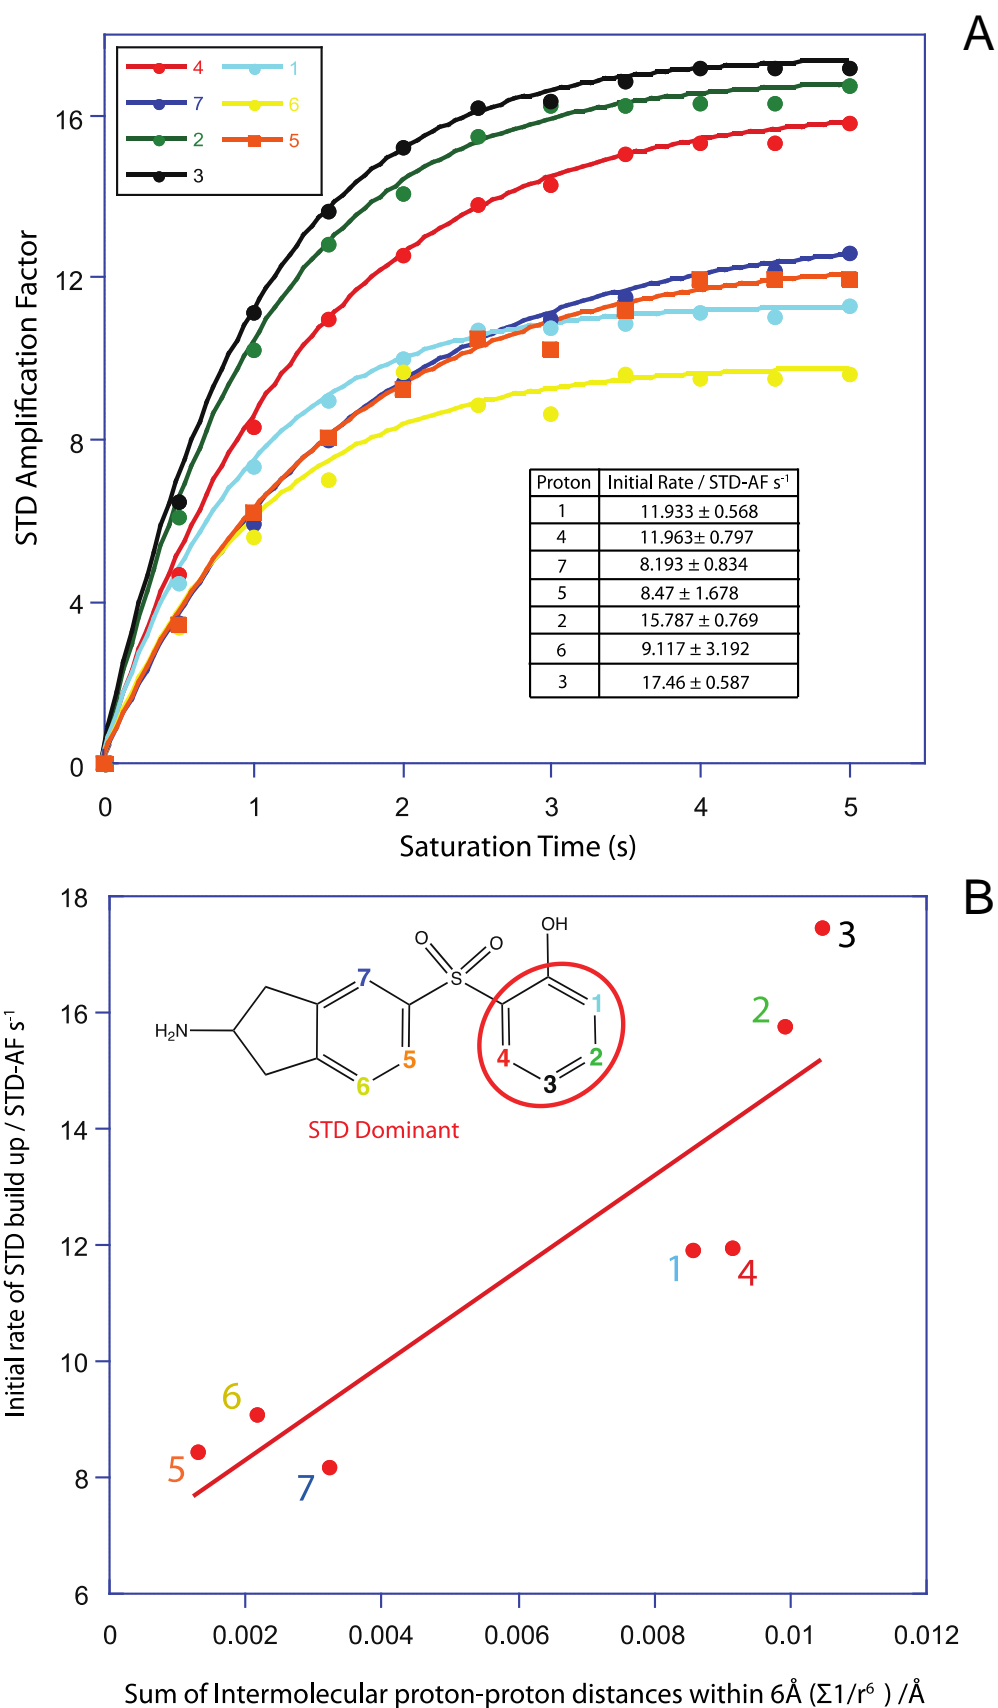 A
4 1
7 6
2 5
3
16
12
8
4
0
STD Amplification Factor
Proton Initial Rate / STD-AF s⁻¹
1 11.933 ± 0.568
4 11.963± 0.797
7 8.193 ± 0.834
5 8.47 ± 1.678
2 15.787 ± 0.769
6 9.117 ± 3.192
3 17.46 ± 0.587
0 1 2 3 4 5
Saturation Time (s)
B
18
16
14
12
10
8
6
Initial rate of STD build up / STD-AF s⁻¹
OH
O O
S
7
1
H₂N
5
4
2
6
3
STD Dominant
3
2
1
4
6
5
7
0 0.002 0.004 0.006 0.008 0.01 0.012
Sum of Intermolecular proton-proton distances within 6Å (Σ1/r⁶ ) /Å